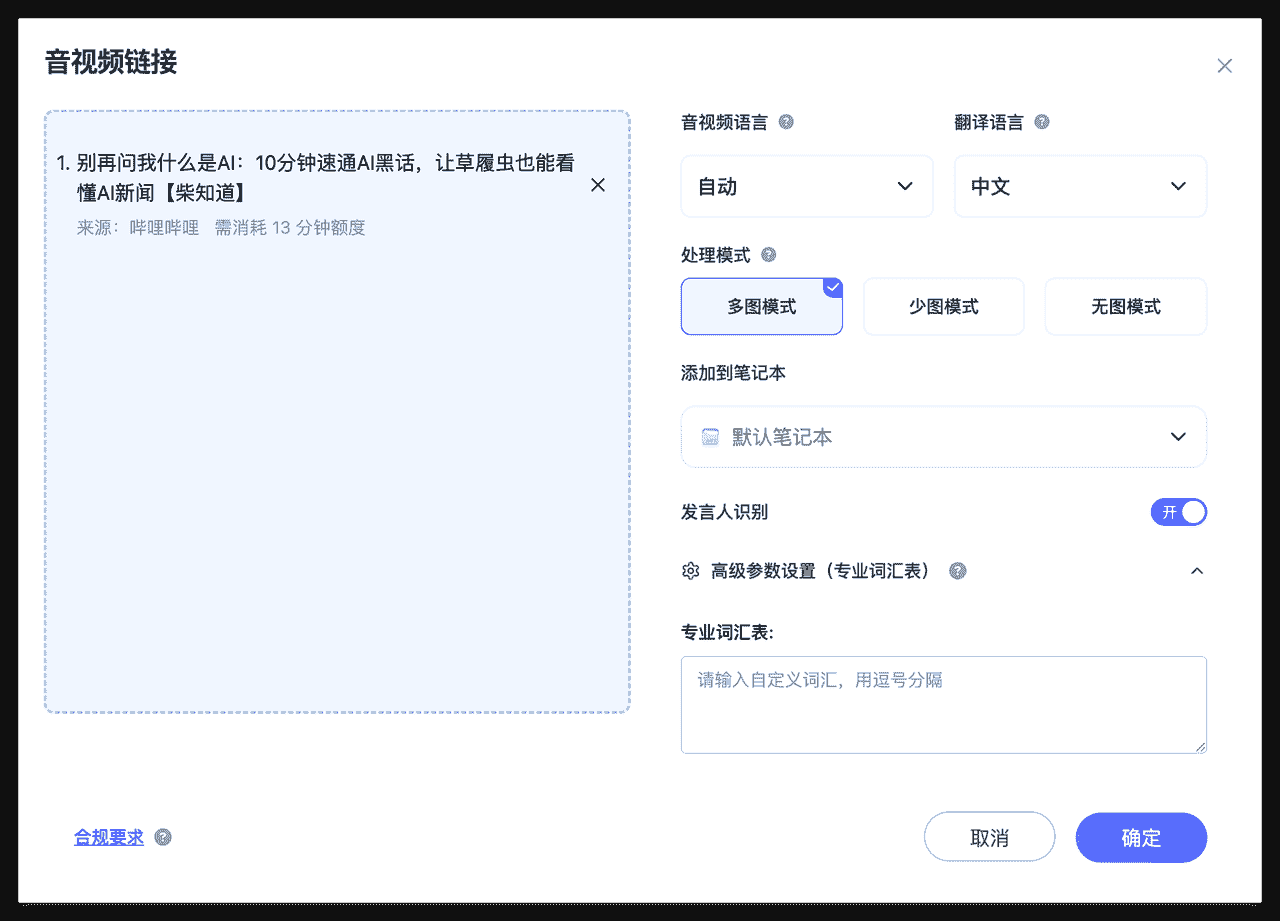 音视频链接
1. 别再问我什么是AI：10分钟速通AI黑话，让草履虫也能看
懂AI新闻【柴知道】
来源：哔哩哔哩 需消耗 13 分钟额度
音视频语言
翻译语言
自动
中文
处理模式
多图模式
少图模式
无图模式
添加到笔记本
默认笔记本
发言人识别
开
高级参数设置（专业词汇表）
专业词汇表:
请输入自定义词汇，用逗号分隔
合规要求
取消
确定